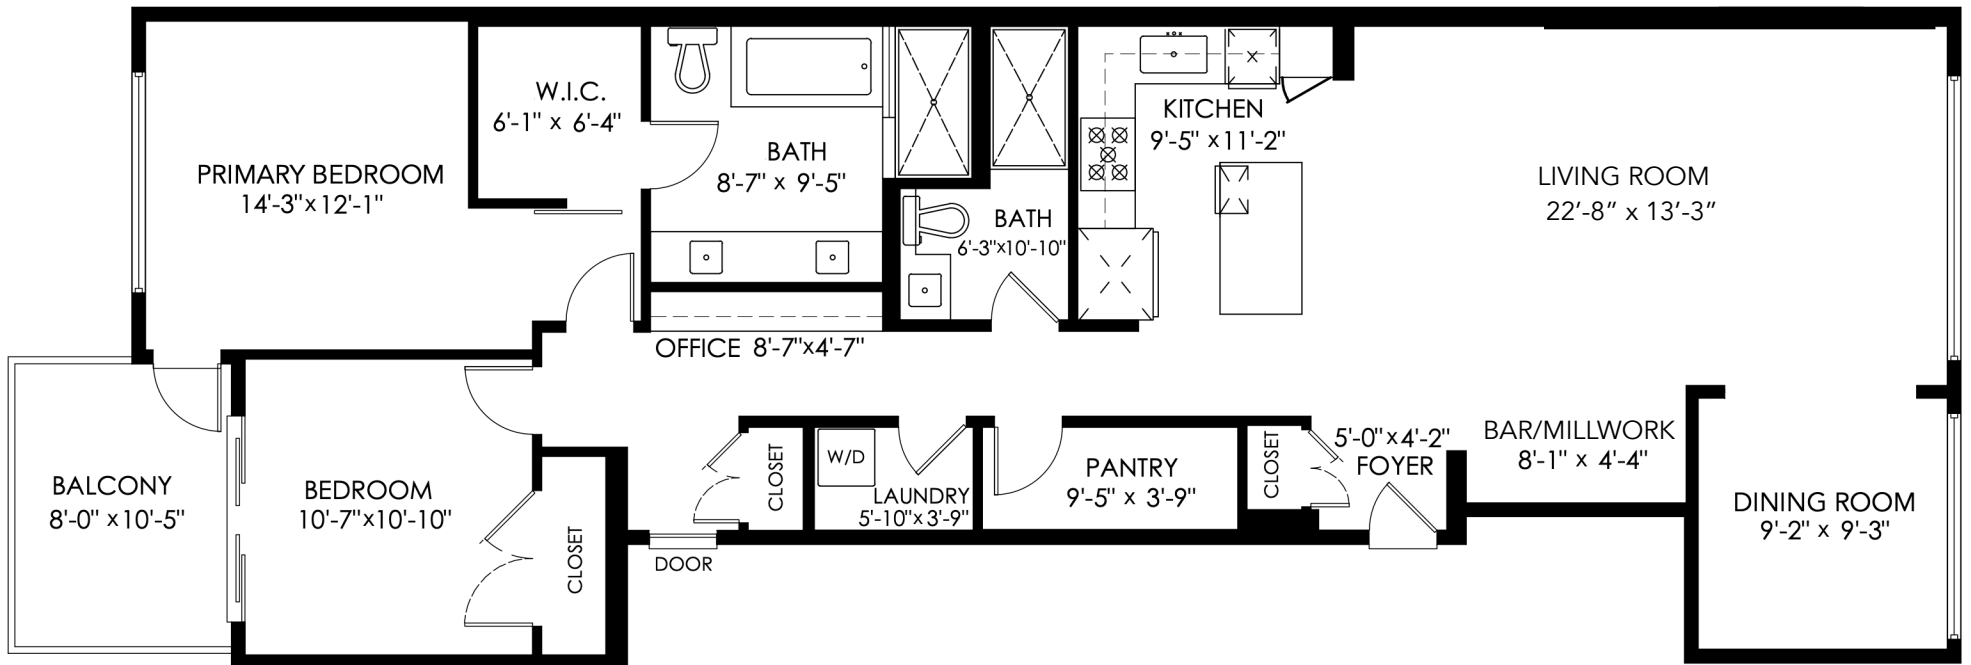 W.I.C.
6'-1" x 6'-4"
PRIMARY BEDROOM
14'-3"x12'-1"
BATH
8'-7" x 9'-5"
BATH
6'-3"x10'-10"
KITCHEN
9'-5" x11'-2"
LIVING ROOM
22'-8" x 13'-3"
OFFICE 8'-7"x4'-7"
BALCONY
8'-0" x10'-5"
BEDROOM
10'-7"x10'-10"
CLOSET
DOOR
CLOSET
W/D
LAUNDRY
5'-10"x3'-9"
PANTRY
9'-5" x 3'-9"
CLOSET
5'-0"x4'-2"
FOYER
BAR/MILLWORK
8'-1" x 4'-4"
DINING ROOM
9'-2" x 9'-3"